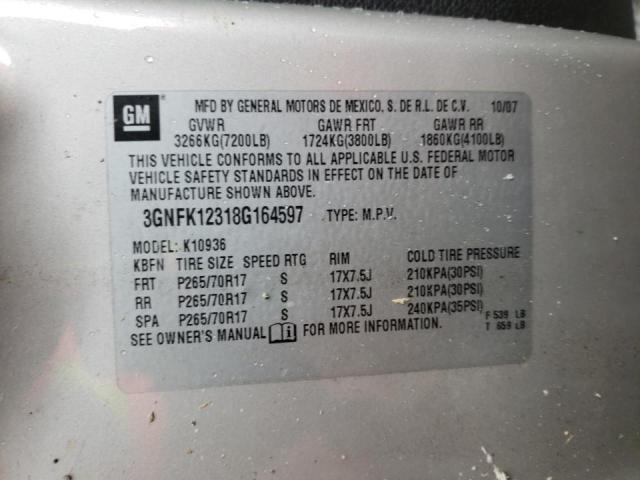 GM
MFD BY GENERAL MOTORS DE MEXICO, S. DE R.L. DE C.V. 10/07
GVWR GAWR FRT GAWR RR
3266KG(7200LB) 1724KG(3800LB) 1860KG(4100LB)
THIS VEHICLE CONFORMS TO ALL APPLICABLE U.S. FEDERAL MOTOR
VEHICLE SAFETY STANDARDS IN EFFECT ON THE DATE OF
MANUFACTURE SHOWN ABOVE.
3GNFK12318G164597 TYPE: M.P.V.
MODEL: K10936
KBFN TIRE SIZE SPEED RTG RIM COLD TIRE PRESSURE
FRT P265/70R17 S 17X7.5J 210KPA(30PSI)
RR P265/70R17 S 17X7.5J 210KPA(30PSI)
SPA P265/70R17 S 17X7.5J 240KPA(35PSI)
F 539 LB
SEE OWNER'S MANUAL FOR MORE INFORMATION. T 659 LB